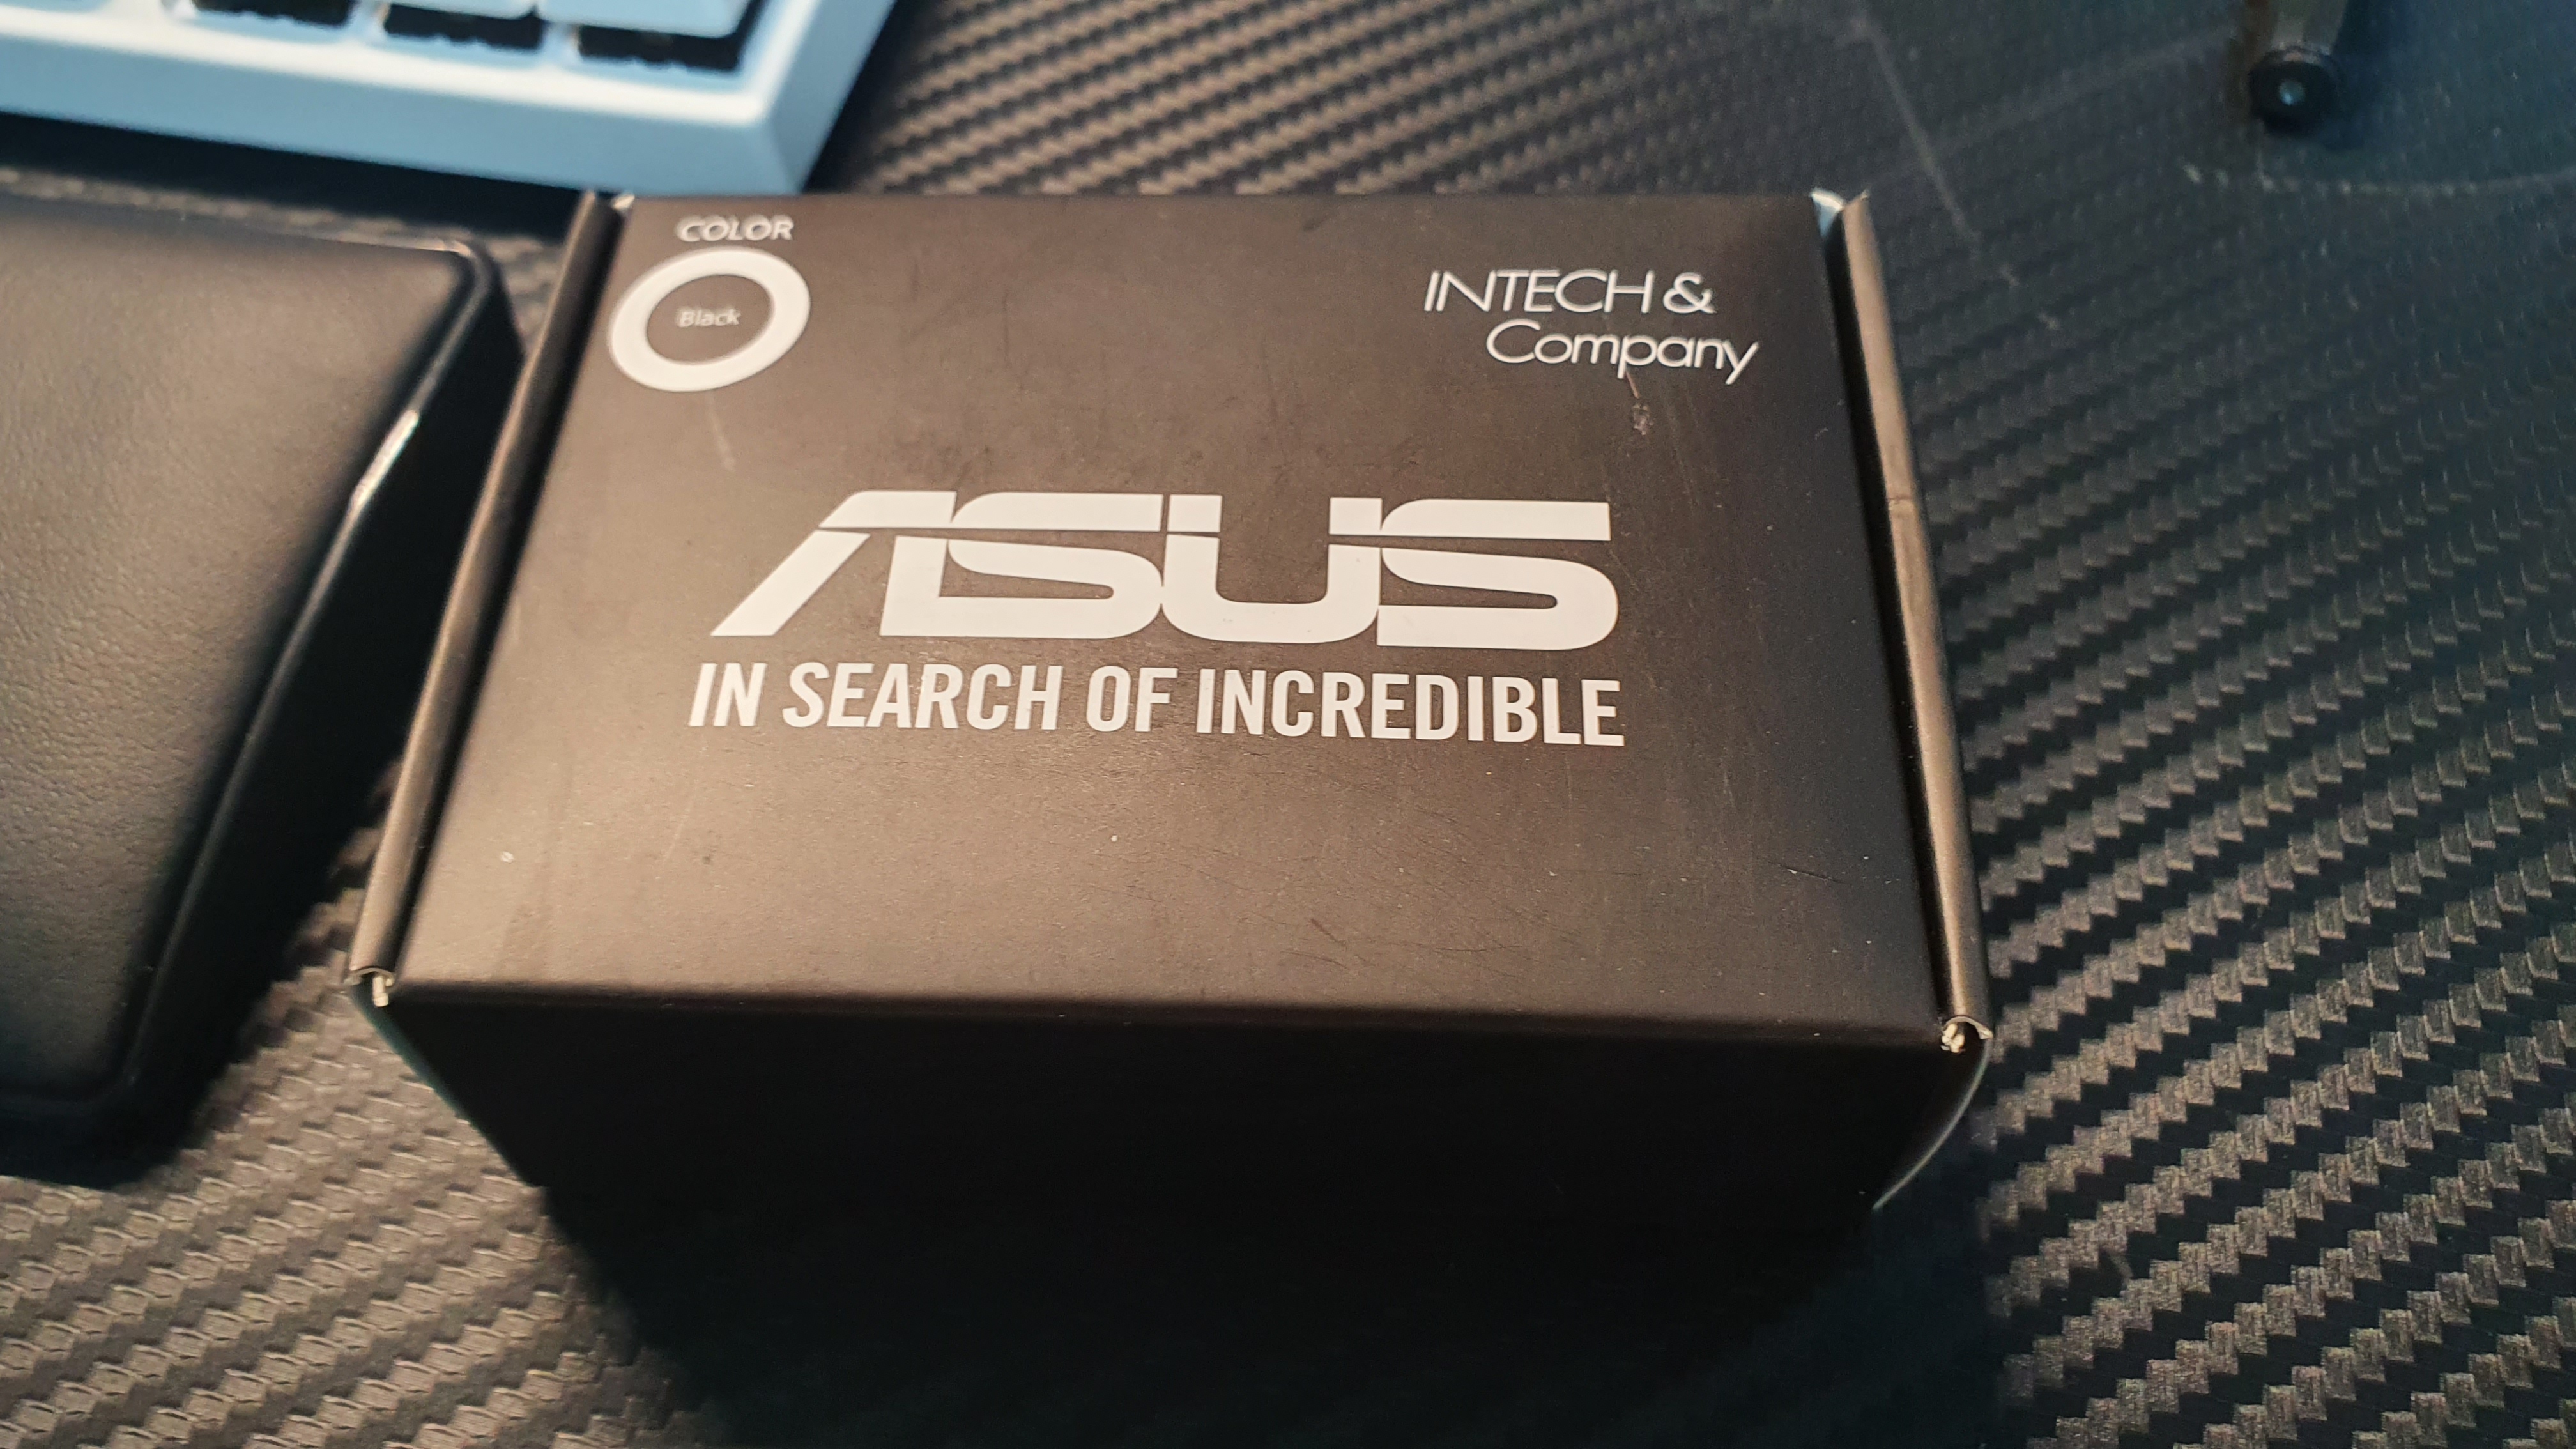 COLOR
Black
INTECH &
Company
ASUS
IN SEARCH OF INCREDIBLE